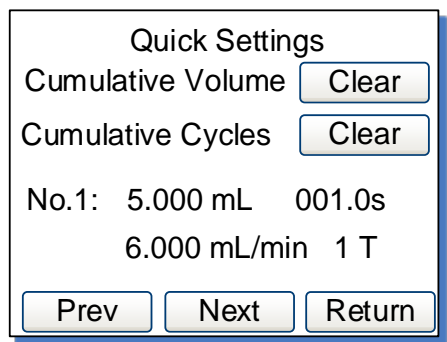 Quick Settings
Cumulative Volume Clear
Cumulative Cycles Clear
No.1: 5.000 mL 001.0s
6.000 mL/min 1 T
Prev Next Return